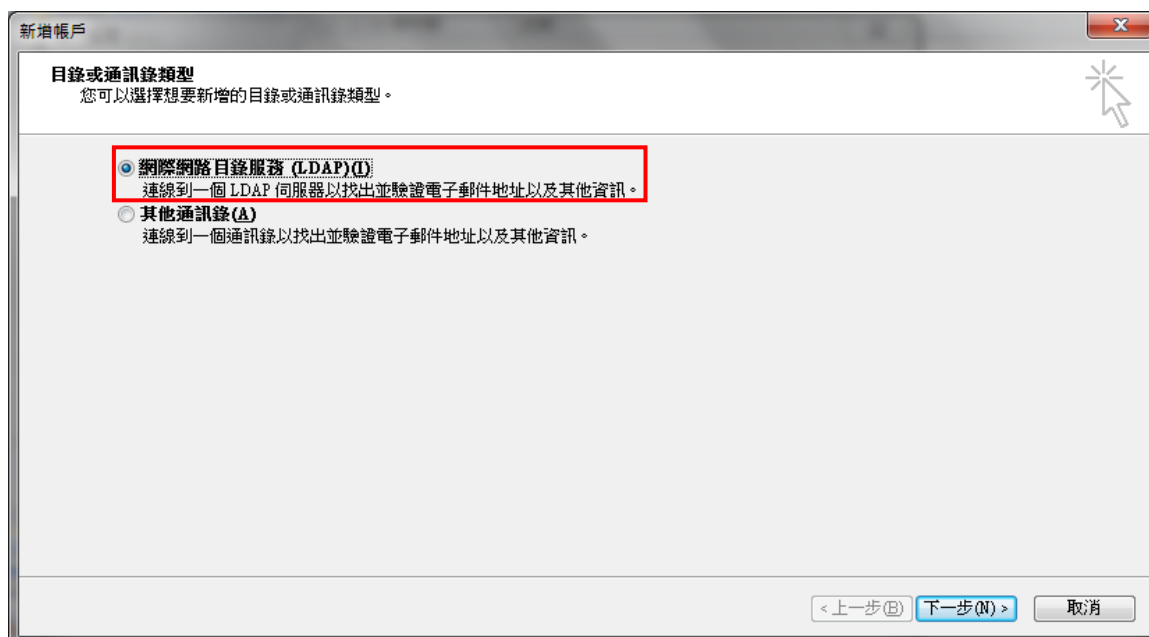 新增帳戶
目錄或通訊錄類型
您可以選擇想要新增的目錄或通訊錄類型。
網際網路目錄服務 (LDAP)(I)
連線到一個 LDAP 伺服器以找出並驗證電子郵件地址以及其他資訊。
其他通訊錄(A)
連線到一個通訊錄以找出並驗證電子郵件地址以及其他資訊。
<上一步(B) 下一步(N)> 取消